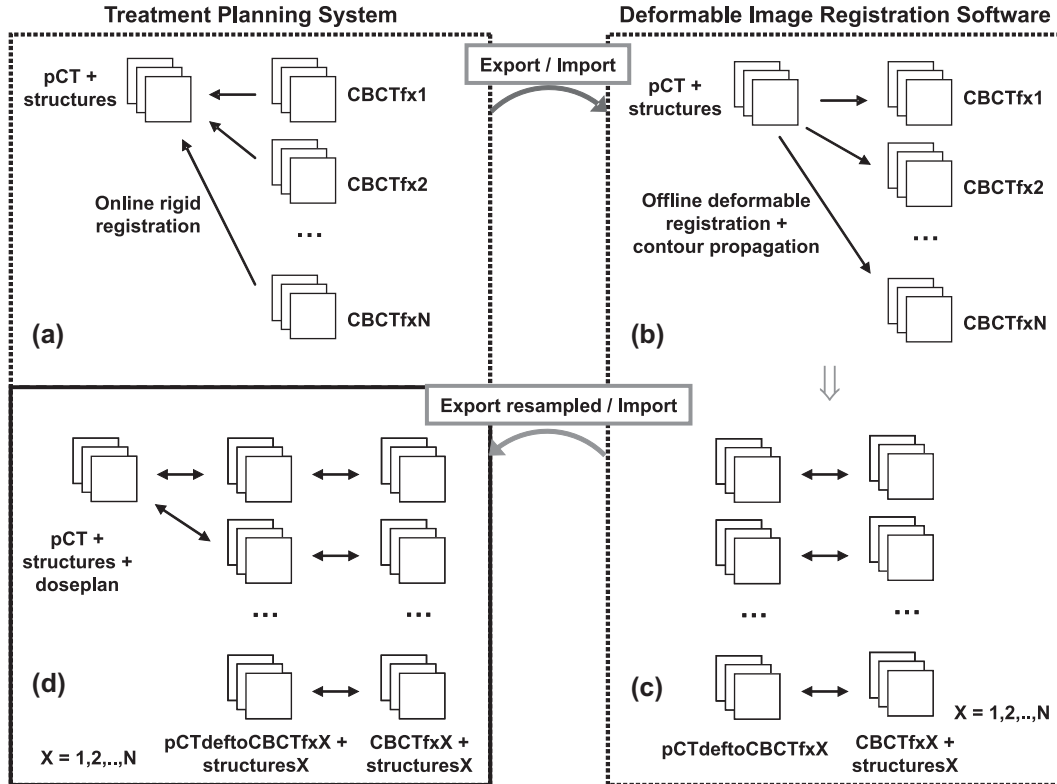 Treatment Planning System
Deformable Image Registration Software
Export / Import
pCT +
structures
CBCTfx1
CBCTfx2
Online rigid
registration
...
CBCTfxN
(a)
pCT +
structures
CBCTfx1
CBCTfx2
Offline deformable
registration +
contour propagation
...
CBCTfxN
(b)
Export resampled / Import
pCT +
structures +
doseplan
...
...
(d)
X = 1,2,..,N
pCTdeftoCBCTfxX +
structuresX
CBCTfxX +
structuresX
...
...
(c)
X = 1,2,..,N
pCTdeftoCBCTfxX
CBCTfxX +
structuresX